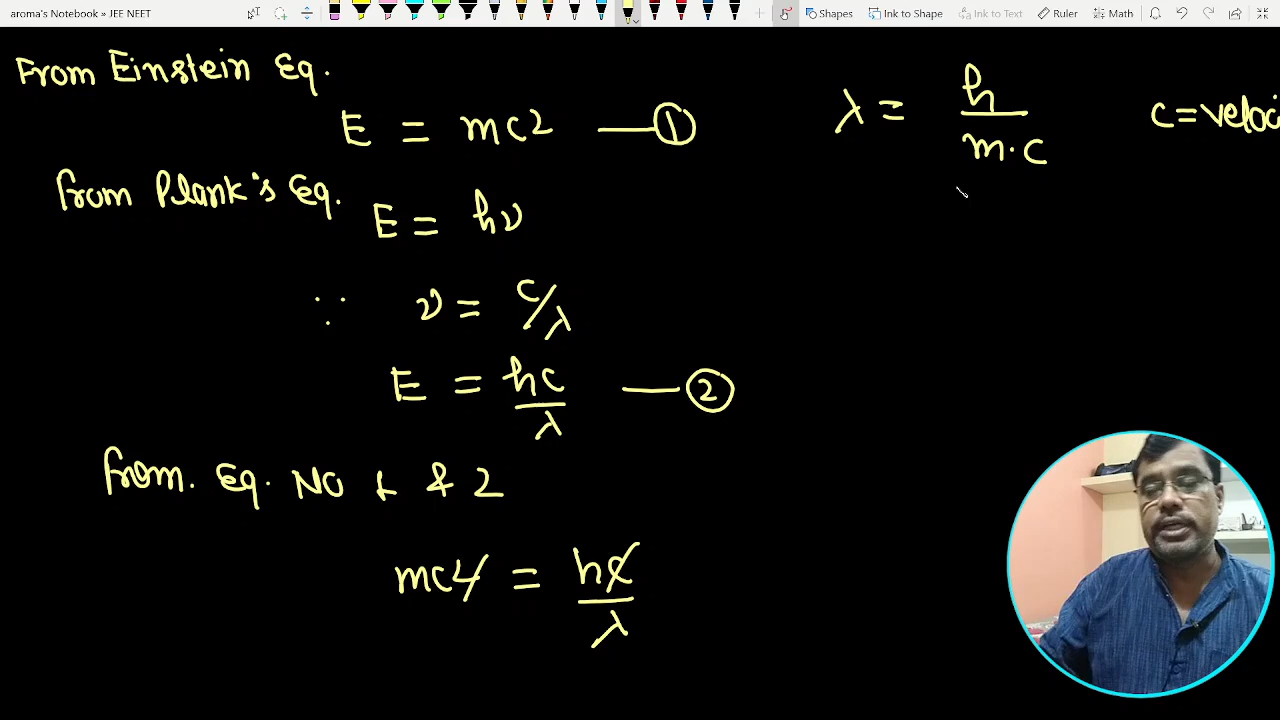 aroma's Notebook » JEE NEET
Shapes Ink to Shape Ink to Text Ruler Math
From Einstein Eq.
E = mc2 — 1
from Plank's Eq.
E = hν
∵ ν = c/λ
E = hc/λ — 2
from. Eq. No 1 & 2
mc2 = hc/λ
λ = h/m·c
c=veloci